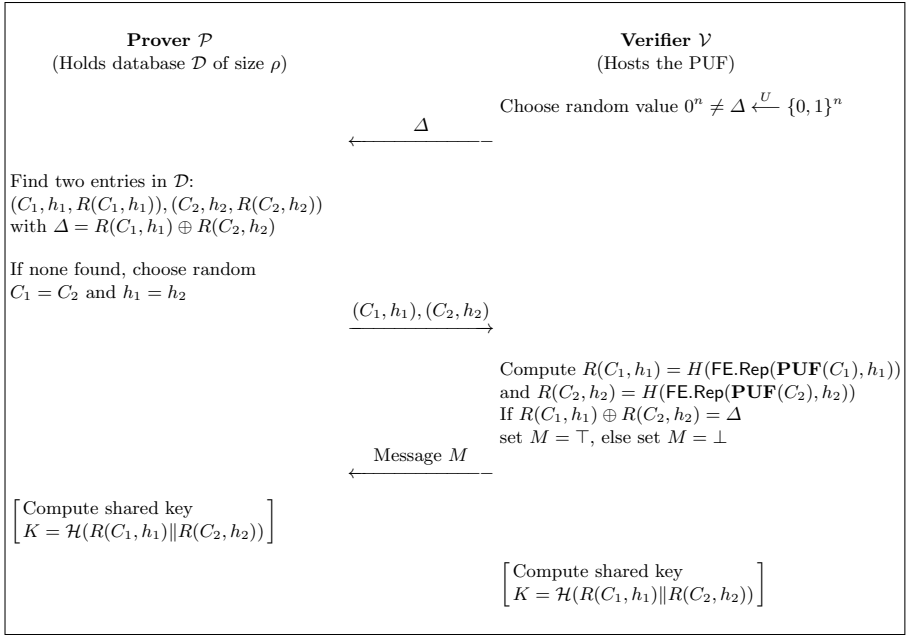 Prover 𝒫
(Holds database 𝒟 of size ρ)
Verifier 𝒱
(Hosts the PUF)
Choose random value 0ⁿ ≠ Δ ←ᵁ {0, 1}ⁿ
Δ
Find two entries in 𝒟:
(C₁, h₁, R(C₁, h₁)), (C₂, h₂, R(C₂, h₂))
with Δ = R(C₁, h₁) ⊕ R(C₂, h₂)
If none found, choose random
C₁ = C₂ and h₁ = h₂
(C₁, h₁), (C₂, h₂)
Compute R(C₁, h₁) = H(FE.Rep(PUF(C₁), h₁))
and R(C₂, h₂) = H(FE.Rep(PUF(C₂), h₂))
If R(C₁, h₁) ⊕ R(C₂, h₂) = Δ
set M = ⊤, else set M = ⊥
Message M
[Compute shared key
K = ℋ(R(C₁, h₁)‖R(C₂, h₂))]
[Compute shared key
K = ℋ(R(C₁, h₁)‖R(C₂, h₂))]